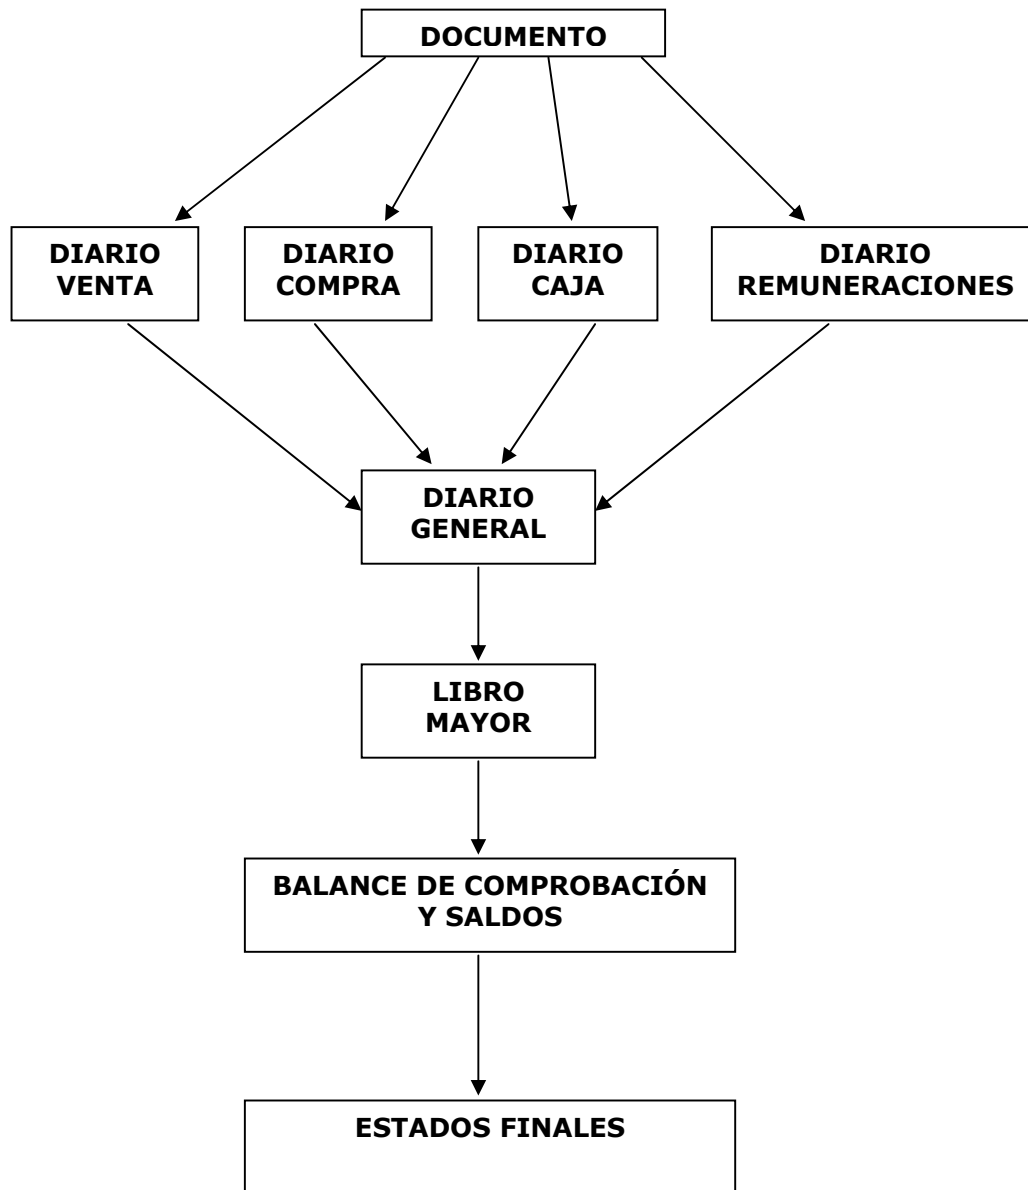 DOCUMENTO
DIARIO
VENTA
DIARIO
COMPRA
DIARIO
CAJA
DIARIO
REMUNERACIONES
DIARIO
GENERAL
LIBRO
MAYOR
BALANCE DE COMPROBACIÓN
Y SALDOS
ESTADOS FINALES